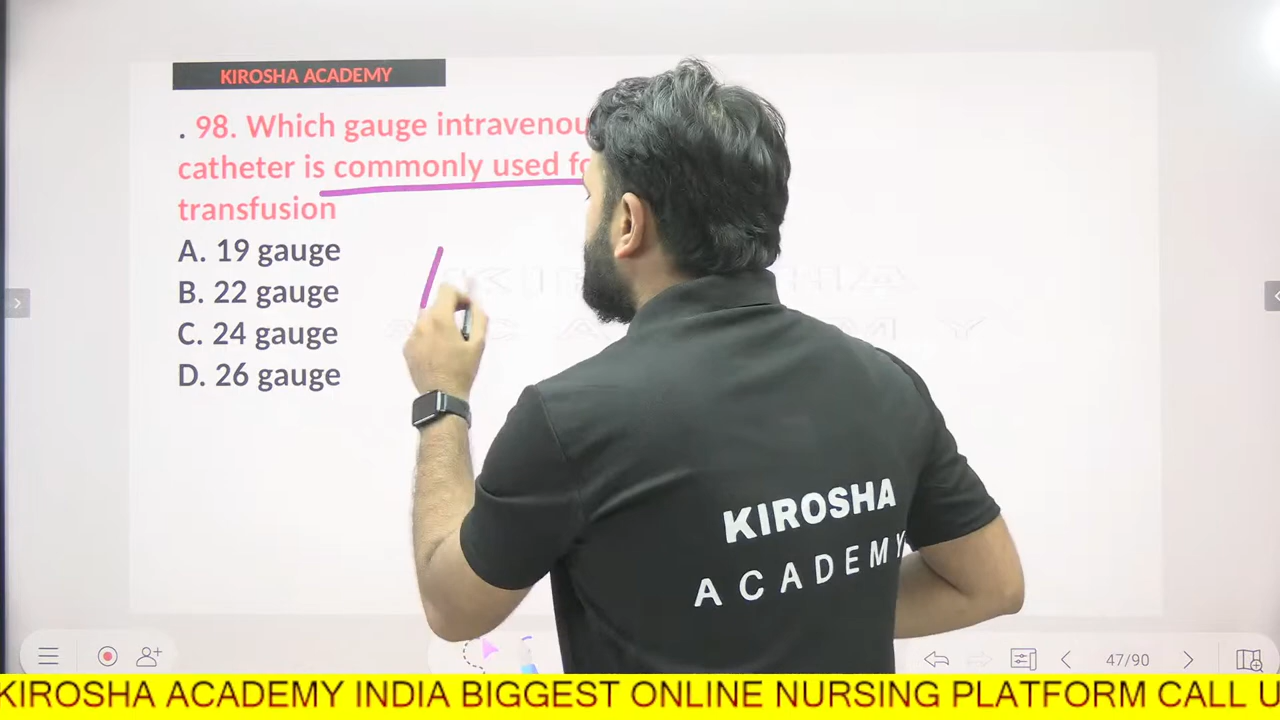 KIROSHA ACADEMY
. 98. Which gauge intravenou
catheter is commonly used fo
transfusion
A. 19 gauge
B. 22 gauge
C. 24 gauge
D. 26 gauge
KIROSHA
ACADEMY
47/90
KIROSHA ACADEMY INDIA BIGGEST ONLINE NURSING PLATFORM CALL U